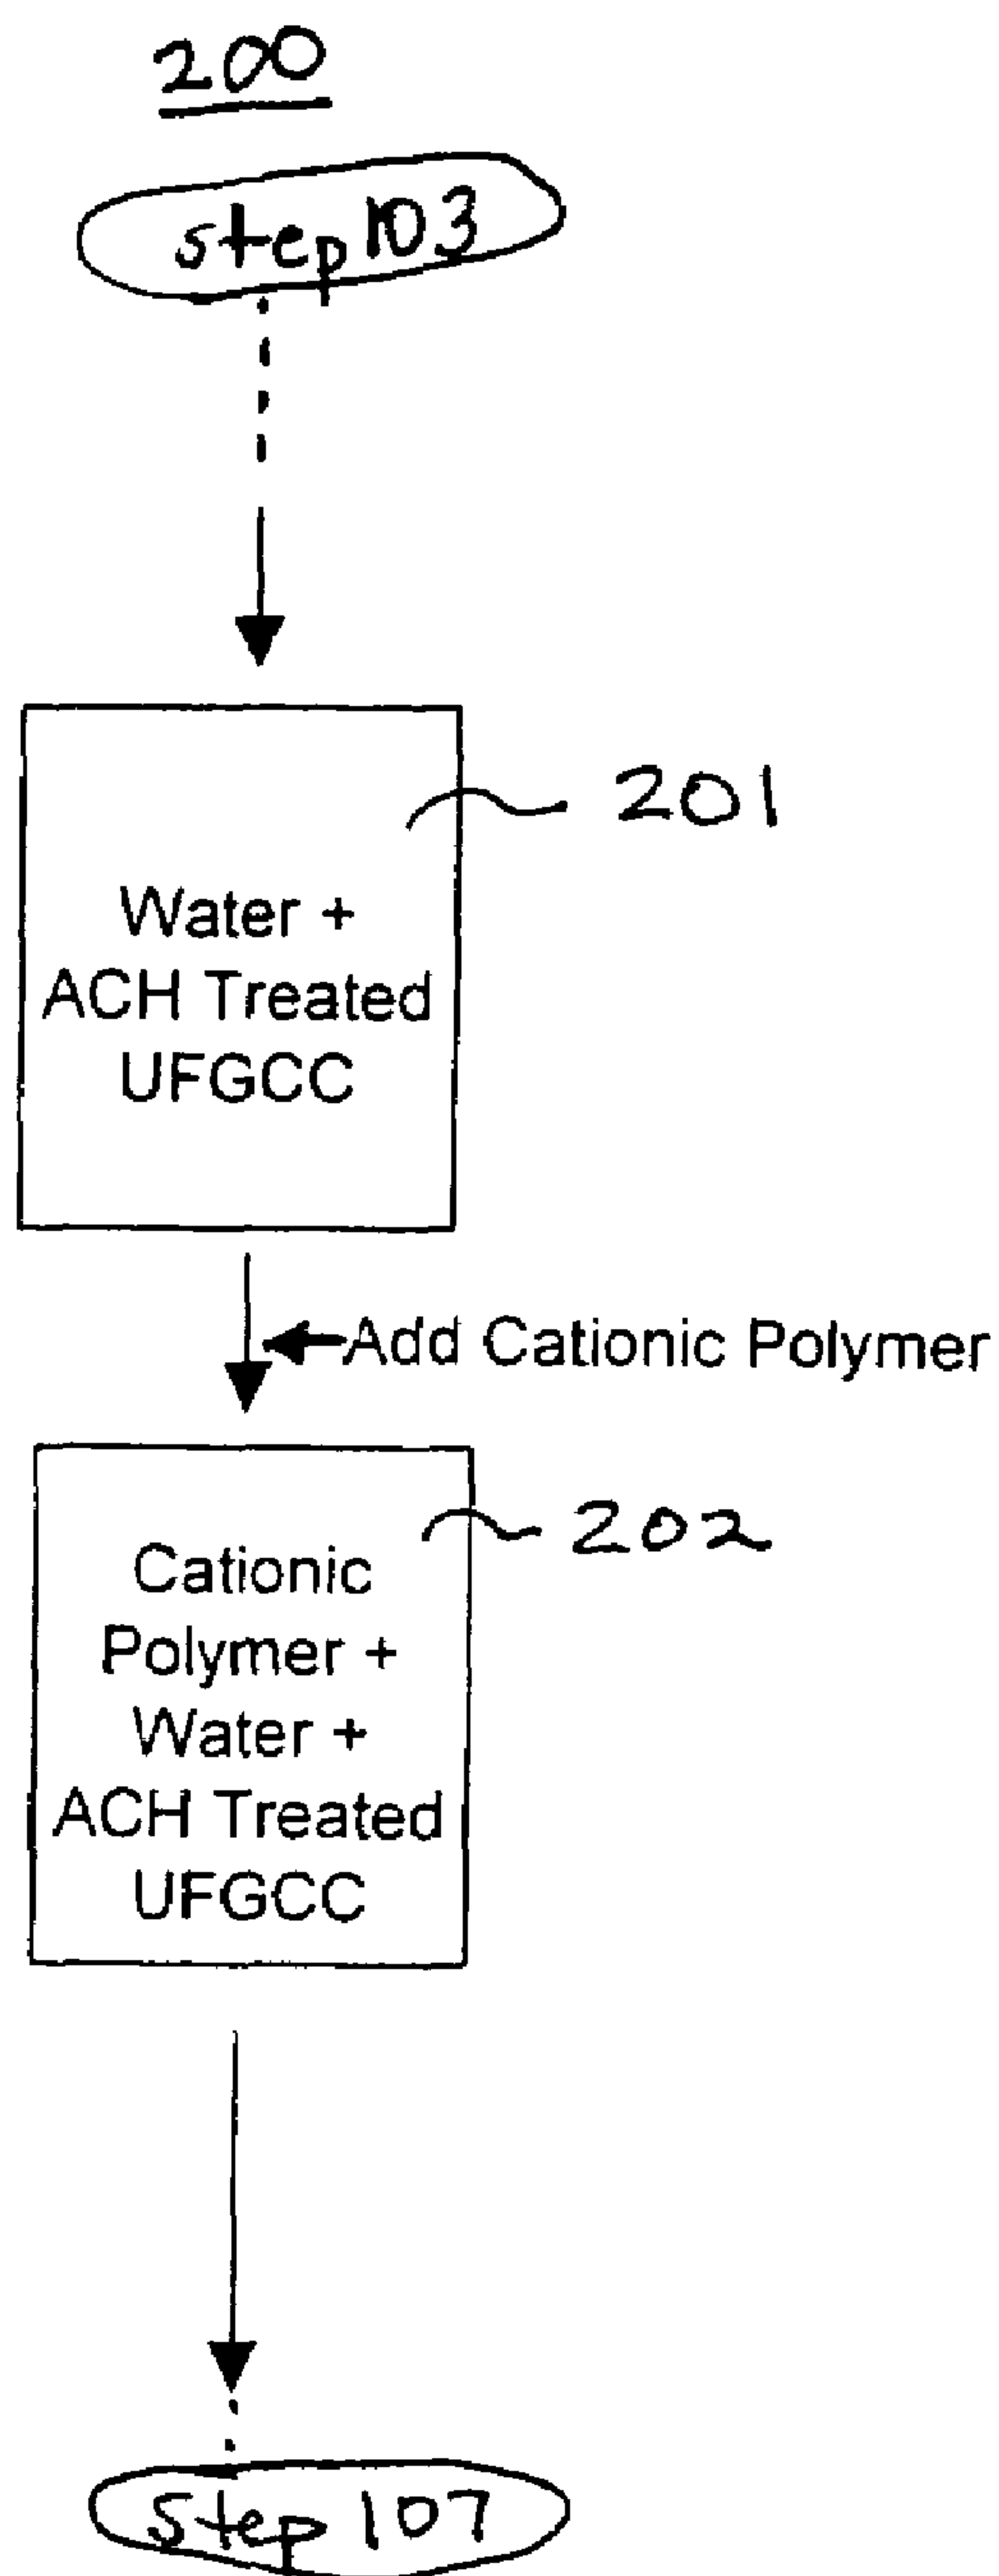 200
step 103
201
Water +
ACH Treated
UFGCC
Add Cationic Polymer
202
Cationic
Polymer +
Water +
ACH Treated
UFGCC
step 107